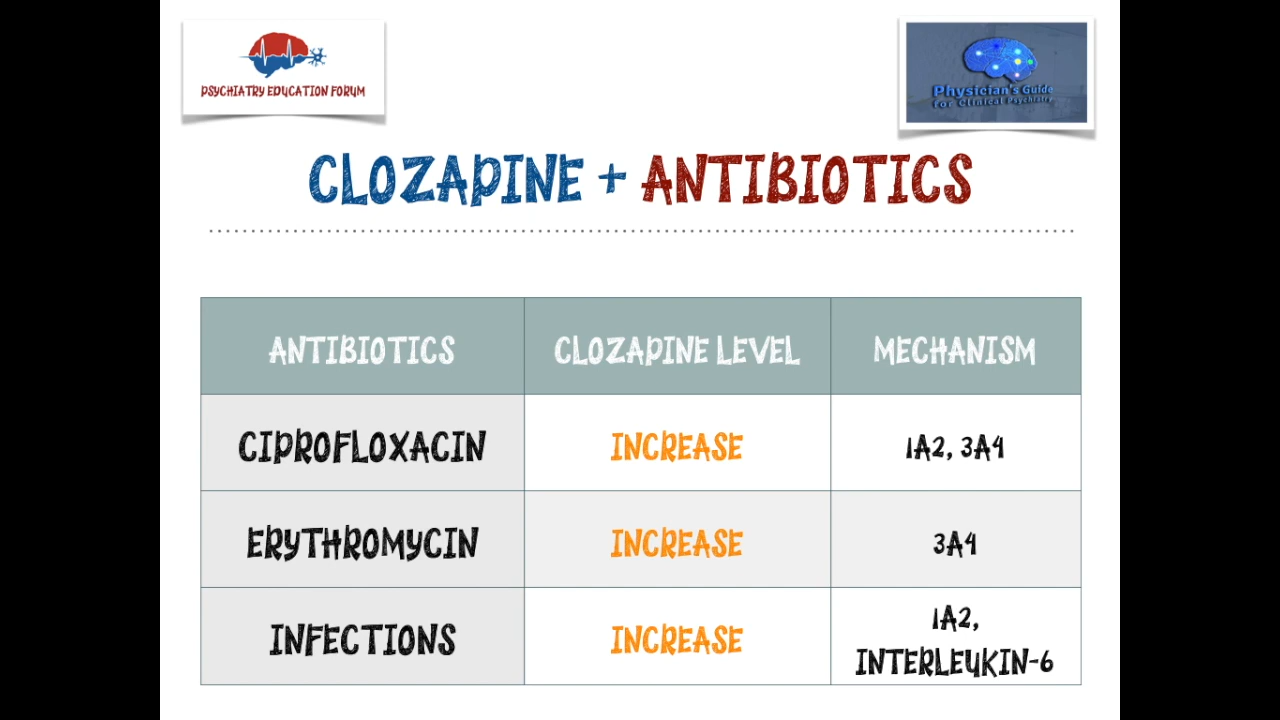 PSYCHIATRY EDUCATION FORUM
Physician's Guide
for Clinical Psychiatry
CLOZAPINE + ANTIBIOTICS
ANTIBIOTICS CLOZAPINE LEVEL MECHANISM
CIPROFLOXACIN INCREASE 1A2, 3A4
ERYTHROMYCIN INCREASE 3A4
INFECTIONS INCREASE 1A2,
INTERLEUKIN-6